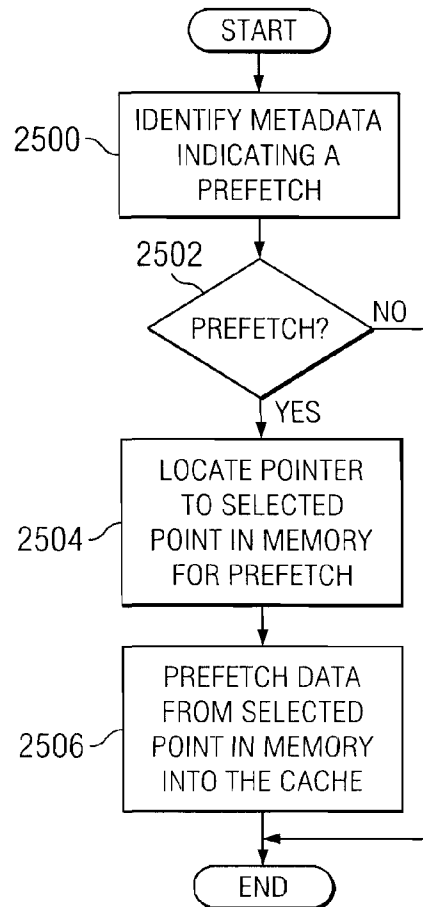 START
2500
IDENTIFY METADATA
INDICATING A
PREFETCH
2502
PREFETCH?
NO
YES
2504
LOCATE POINTER
TO SELECTED
POINT IN MEMORY
FOR PREFETCH
2506
PREFETCH DATA
FROM SELECTED
POINT IN MEMORY
INTO THE CACHE
END